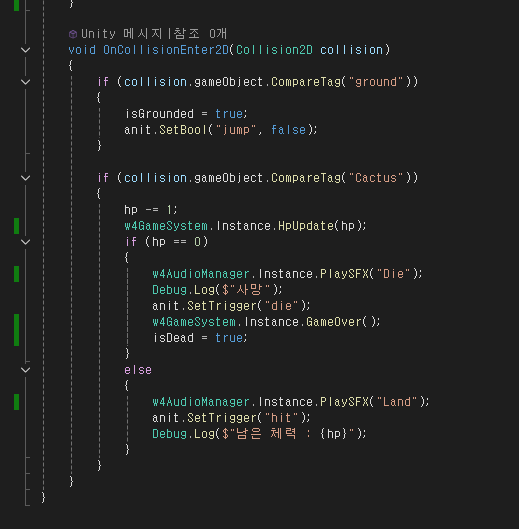 }
Unity 메시지|참조 0개
void OnCollisionEnter2D(Collision2D collision)
{
if (collision.gameObject.CompareTag("ground"))
{
isGrounded = true;
anit.SetBool("jump", false);
}
if (collision.gameObject.CompareTag("Cactus"))
{
hp -= 1;
w4GameSystem.Instance.HpUpdate(hp);
if (hp == 0)
{
w4AudioManager.Instance.PlaySFX("Die");
Debug.Log($"사망");
anit.SetTrigger("die");
w4GameSystem.Instance.GameOver();
isDead = true;
}
else
{
w4AudioManager.Instance.PlaySFX("Land");
anit.SetTrigger("hit");
Debug.Log($"남은 체력 : {hp}");
}
}
}
}